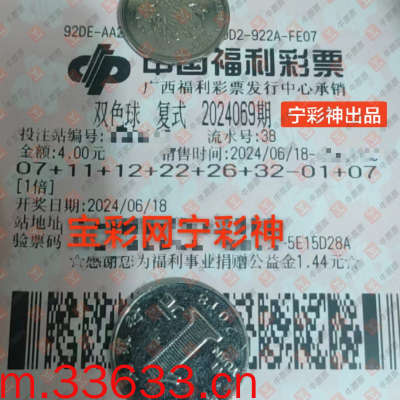 92DE-AA2
0D2-922A-FE07
中国福利彩票
广西福利彩票发行中心承销
双色球 复式 2024069期
宁彩神出品
投注站编号:
流水号:38
金额:4.00元
销售时间:2024/06/18-
07+11+12+22+26+32-01+07
[1倍]
开奖日期:2024/06/18
站地址:
宝彩网宁彩神
验票码
-5E15D28A
☆感谢您为福利事业捐赠公益金1.44元☆
m.33633.cn